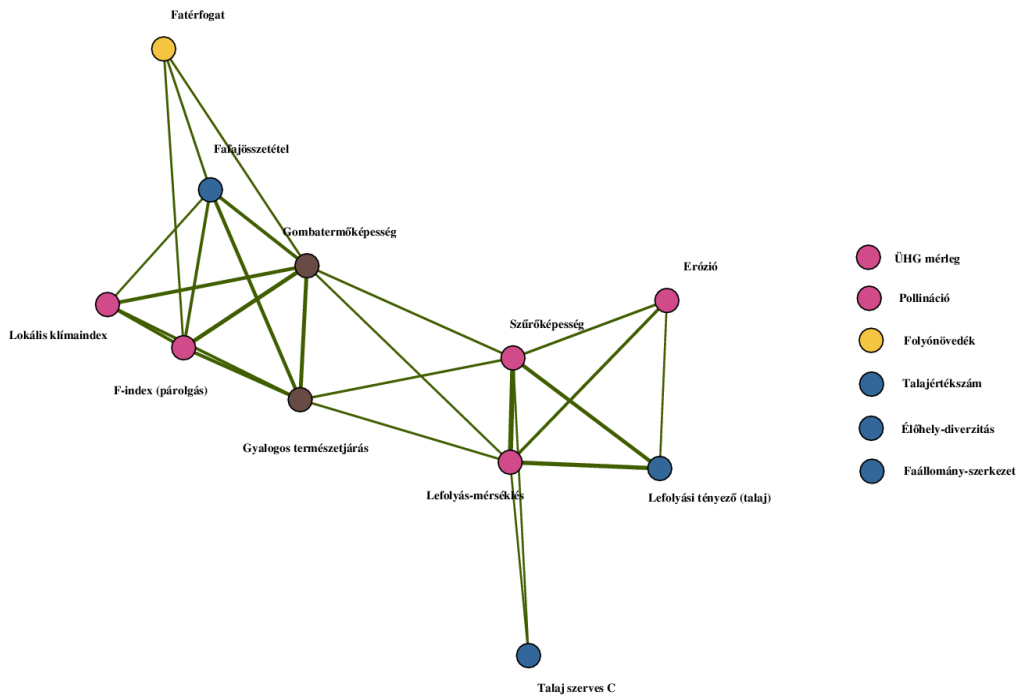 Fatérfogat
Fafajösszetétel
Gombatermőképesség
Erózió
ÜHG mérleg
Pollináció
Szűrőképesség
Lokális klímaindex
Folyónövedék
F-index (párolgás)
Talajértékszám
Élőhely-diverzitás
Gyalogos természetjárás
Faállomány-szerkezet
Lefolyás-mérséklés
Lefolyási tényező (talaj)
Talaj szerves C